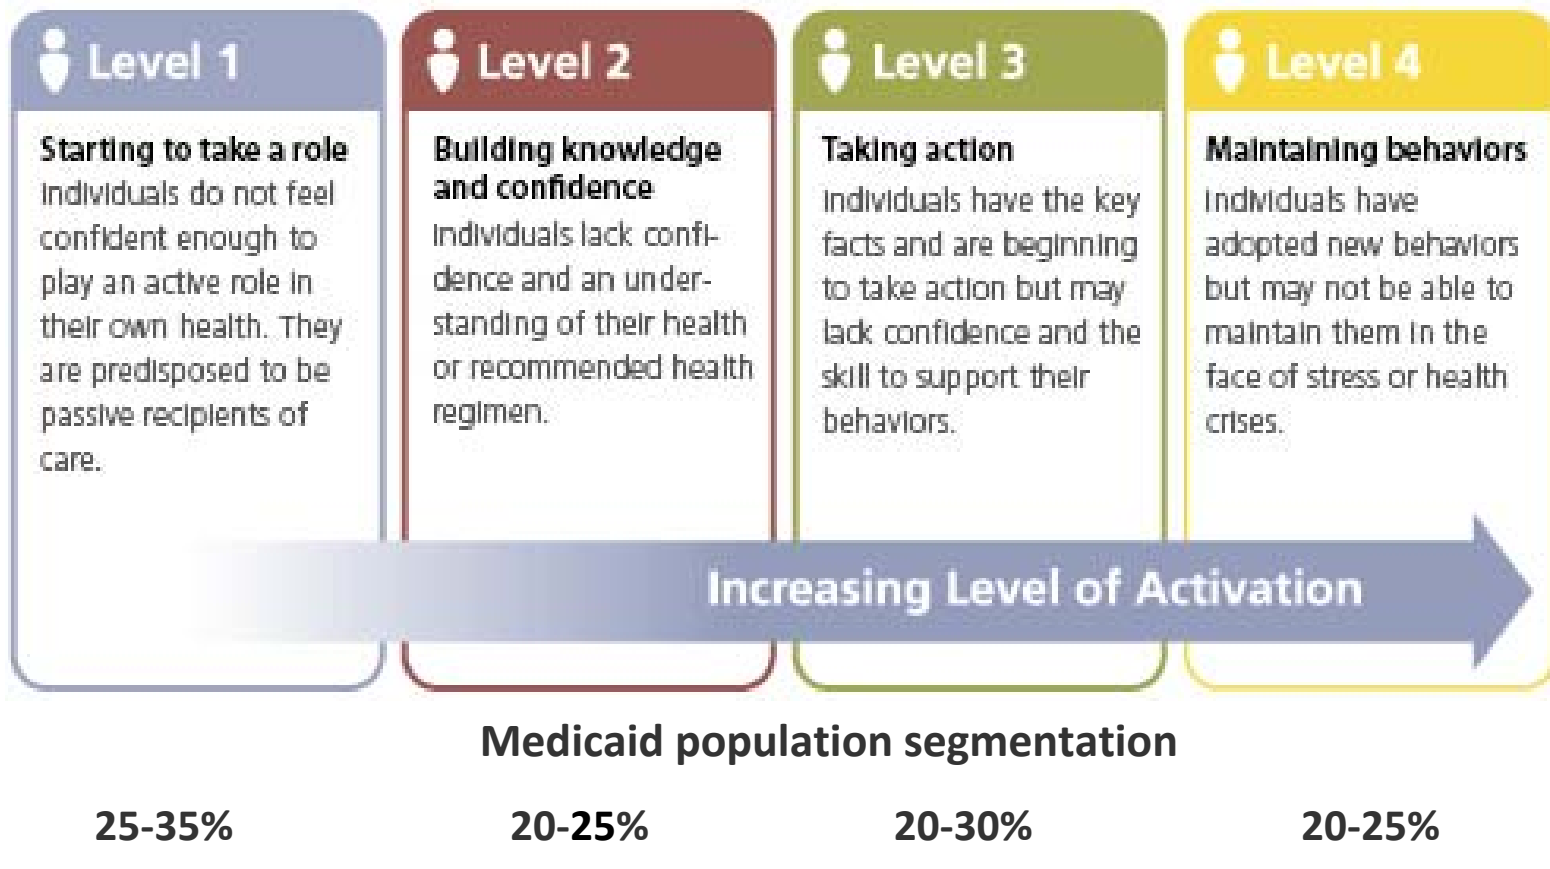 Level 1
Starting to take a role
Individuals do not feel
confident enough to
play an active role in
their own health. They
are predisposed to be
passive recipients of
care.
Level 2
Building knowledge
and confidence
Individuals lack confi-
dence and an under-
standing of their health
or recommended health
regimen.
Level 3
Taking action
Individuals have the key
facts and are beginning
to take action but may
lack confidence and the
skill to support their
behaviors.
Level 4
Maintaining behaviors
Individuals have
adopted new behaviors
but may not be able to
maintain them in the
face of stress or health
crises.
Increasing Level of Activation
Medicaid population segmentation
25-35% 20-25% 20-30% 20-25%